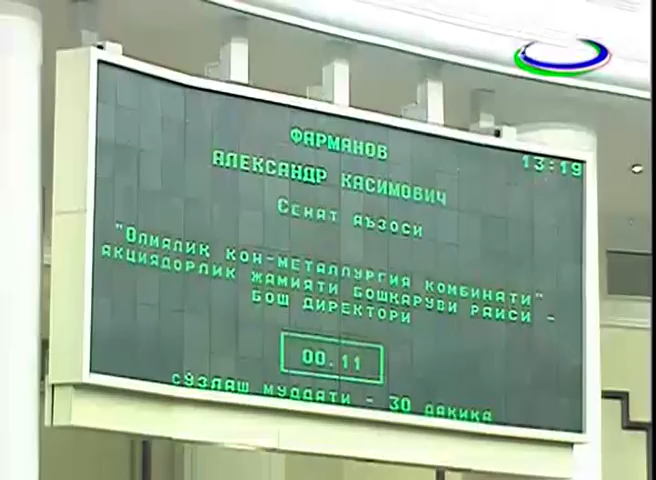 ФАРМАНОВ
13:19
АЛЕКСАНДР КАСИМОВИЧ
Сенат аъзоси
"Олмалиқ кон-металлургия комбинати"
акциядорлик жамияти бошқаруви раиси -
бош директори
00.11
сўзлаш муддати - 30 дақиқа